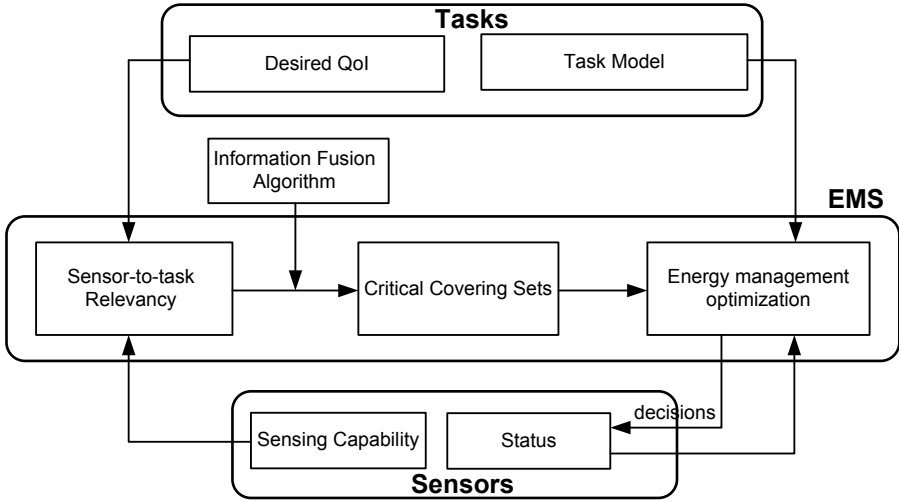 Tasks
Desired QoI
Task Model
Information Fusion
Algorithm
EMS
Sensor-to-task
Relevancy
Critical Covering Sets
Energy management
optimization
decisions
Sensing Capability
Status
Sensors